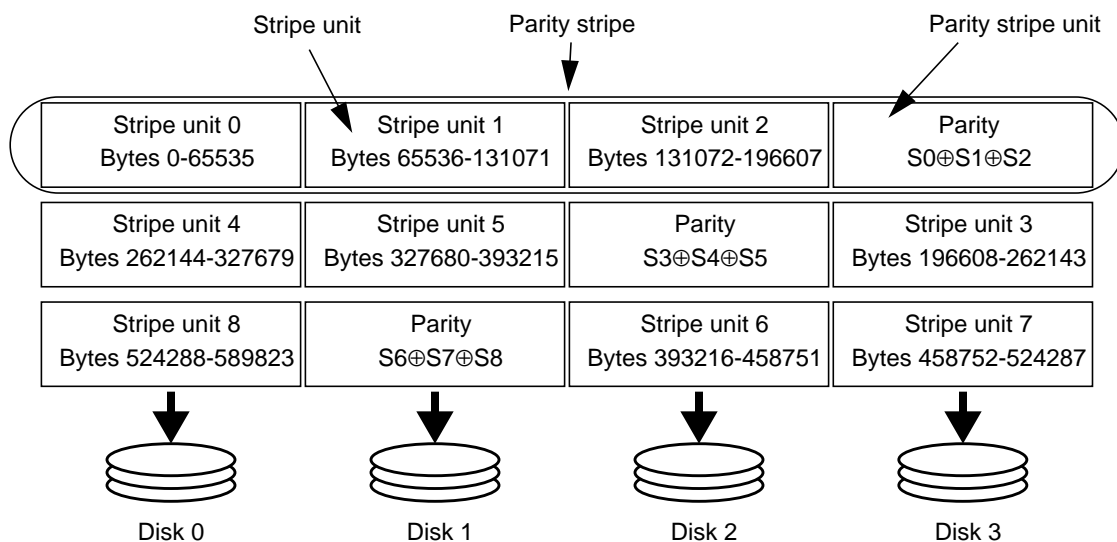 Stripe unit
Parity stripe
Parity stripe unit
Stripe unit 0
Bytes 0-65535
Stripe unit 1
Bytes 65536-131071
Stripe unit 2
Bytes 131072-196607
Parity
S0⊕S1⊕S2
Stripe unit 4
Bytes 262144-327679
Stripe unit 5
Bytes 327680-393215
Parity
S3⊕S4⊕S5
Stripe unit 3
Bytes 196608-262143
Stripe unit 8
Bytes 524288-589823
Parity
S6⊕S7⊕S8
Stripe unit 6
Bytes 393216-458751
Stripe unit 7
Bytes 458752-524287
Disk 0
Disk 1
Disk 2
Disk 3